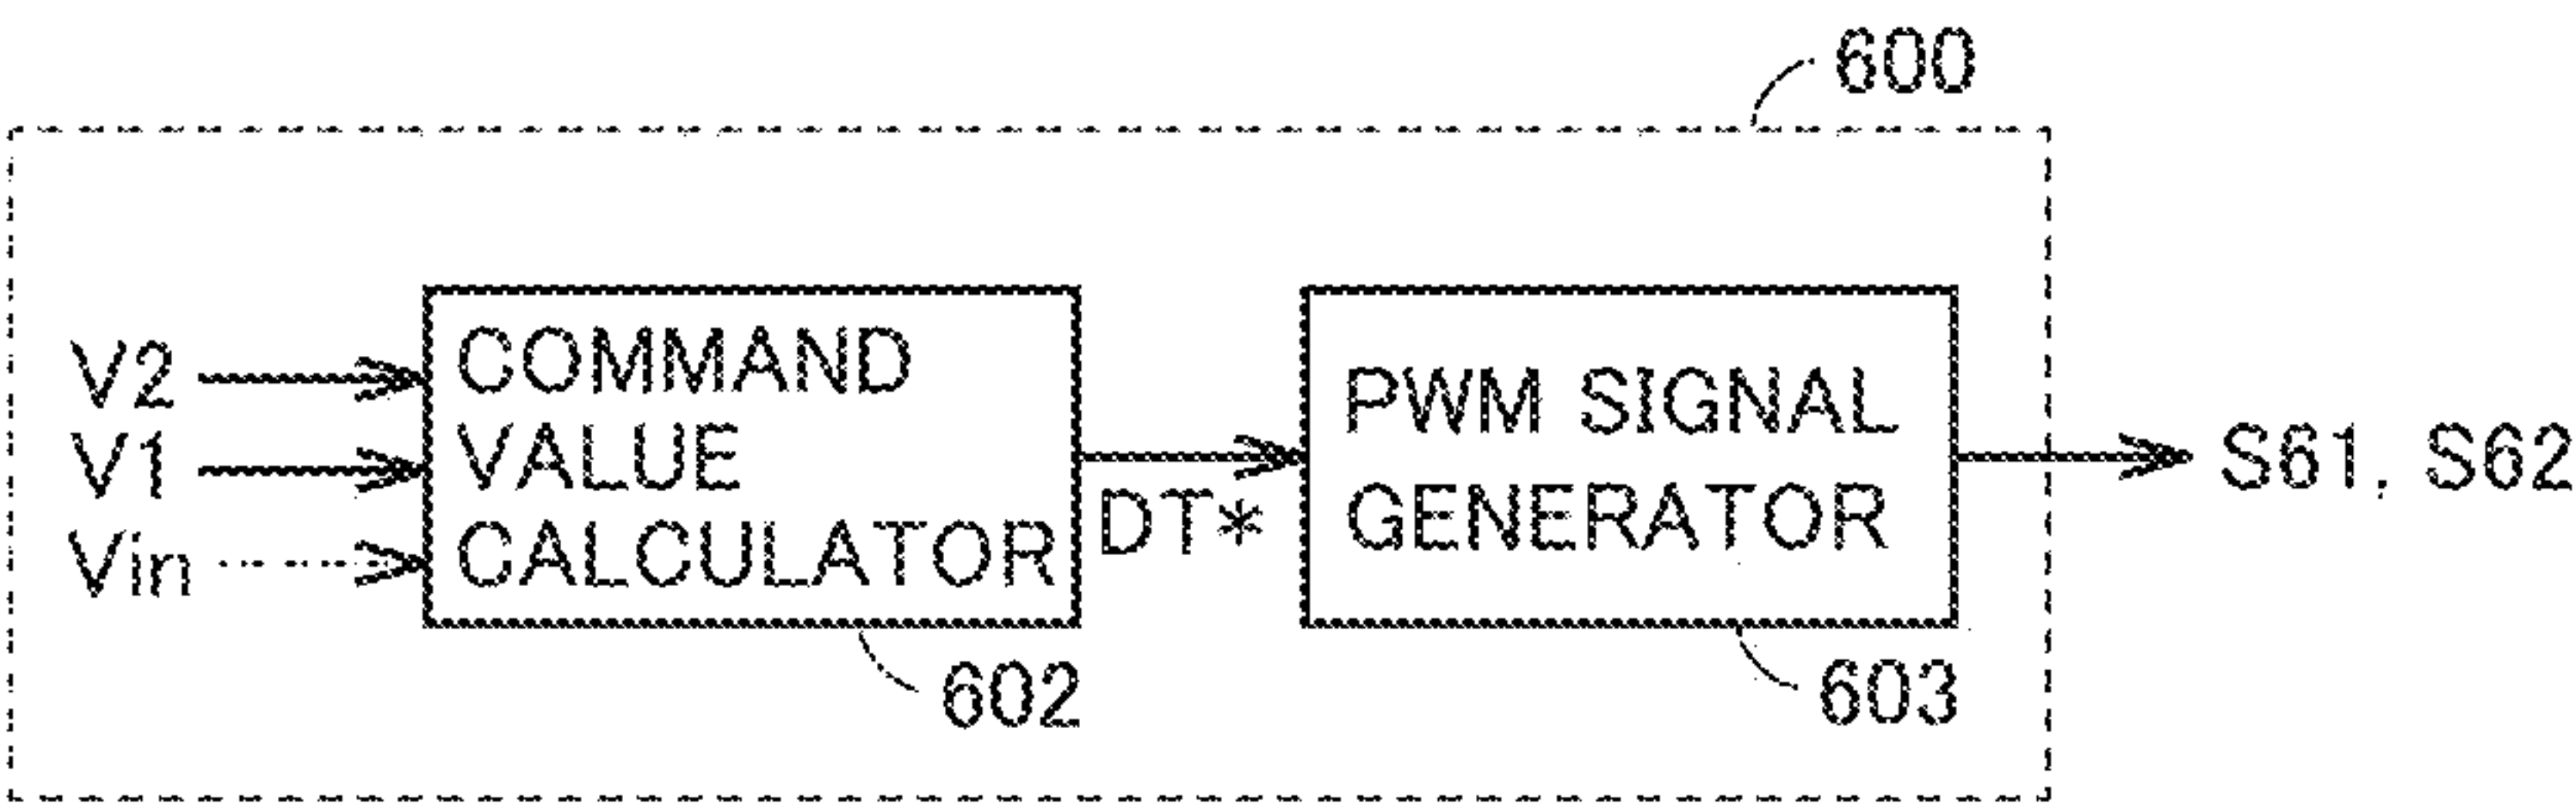 600
V2
V1
Vin
COMMAND
VALUE
CALCULATOR
DT*
PWM SIGNAL
GENERATOR
S61, S62
602
603